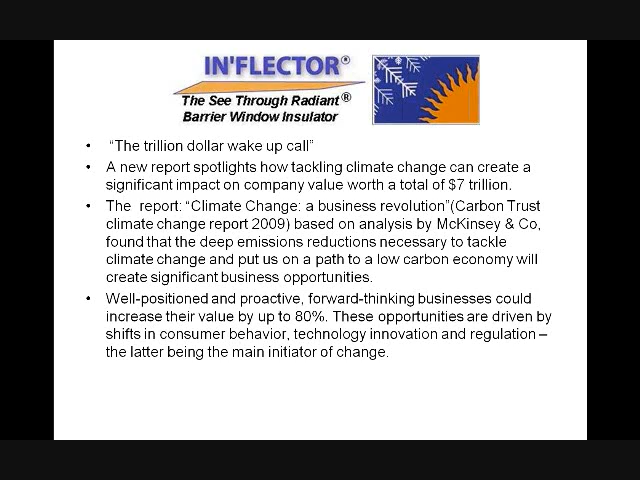 IN'FLECTOR®
The See Through Radiant®
Barrier Window Insulator
• “The trillion dollar wake up call”
• A new report spotlights how tackling climate change can create a
significant impact on company value worth a total of $7 trillion.
• The report: “Climate Change: a business revolution”(Carbon Trust
climate change report 2009) based on analysis by McKinsey & Co,
found that the deep emissions reductions necessary to tackle
climate change and put us on a path to a low carbon economy will
create significant business opportunities.
• Well-positioned and proactive, forward-thinking businesses could
increase their value by up to 80%. These opportunities are driven by
shifts in consumer behavior, technology innovation and regulation –
the latter being the main initiator of change.